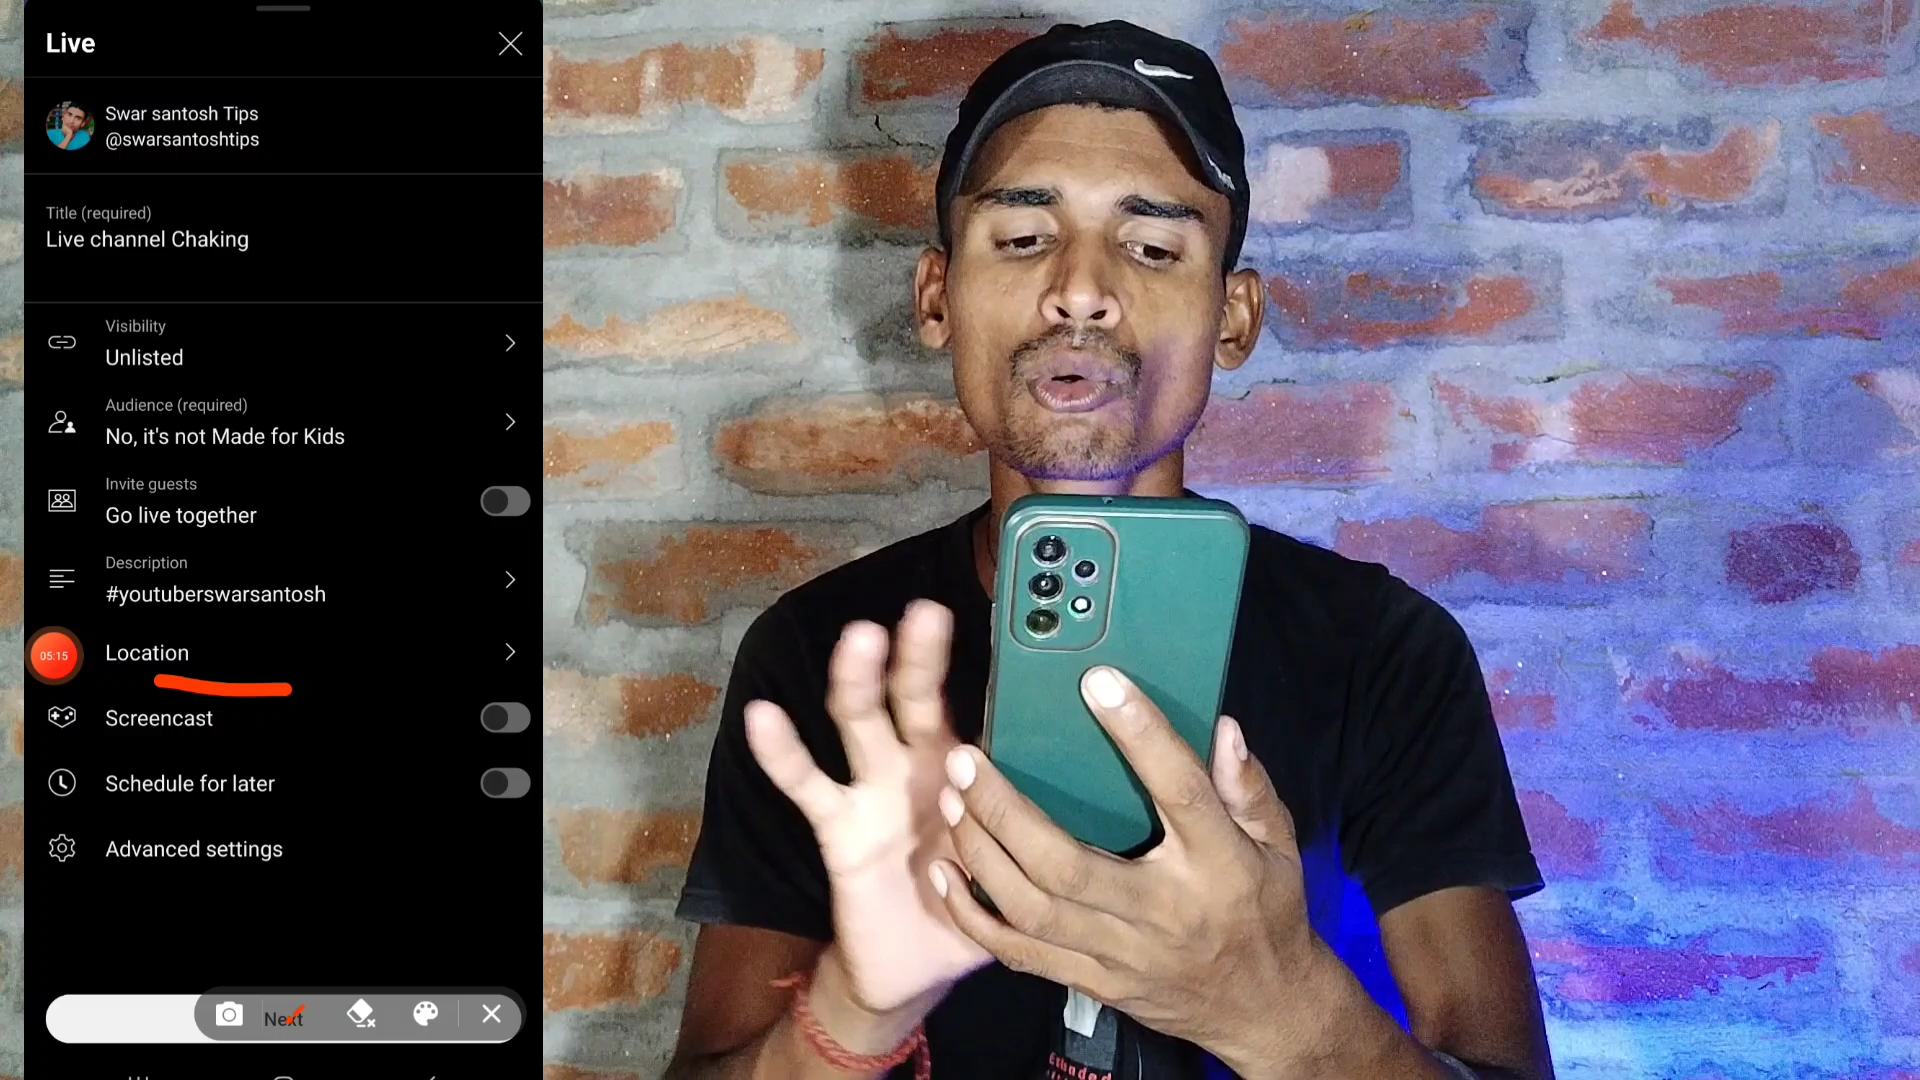 Live
Swar santosh Tips
@swarsantoshtips
Title (required)
Live channel Chaking
Visibility
Unlisted
Audience (required)
No, it's not Made for Kids
Invite guests
Go live together
Description
#youtuberswarsantosh
05:15
Location
Screencast
Schedule for later
Advanced settings
Next